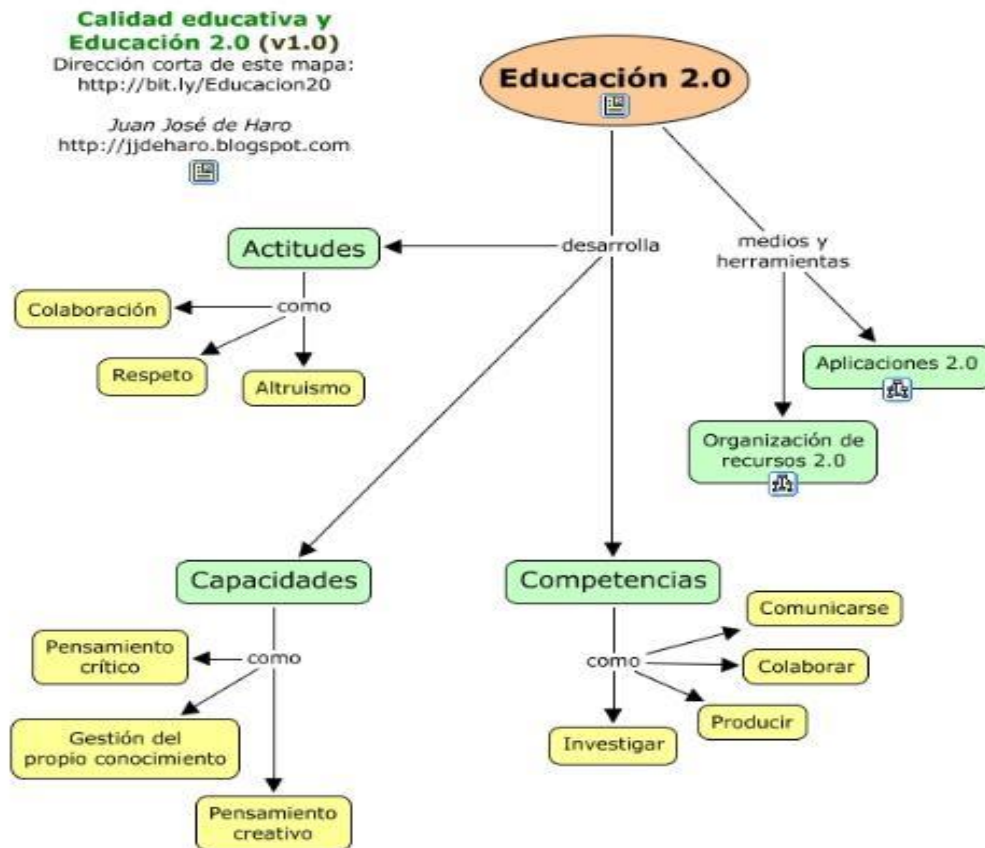 Calidad educativa y
Educación 2.0 (v1.0)
Dirección corta de este mapa:
http://bit.ly/Educacion20
Juan José de Haro
http://jjdeharo.blogspot.com
Educación 2.0
desarrolla
medios y
herramientas
Actitudes
como
Colaboración
Respeto
Altruismo
Aplicaciones 2.0
Organización de
recursos 2.0
Capacidades
como
Pensamiento
crítico
Gestión del
propio conocimiento
Pensamiento
creativo
Competencias
como
Comunicarse
Colaborar
Producir
Investigar